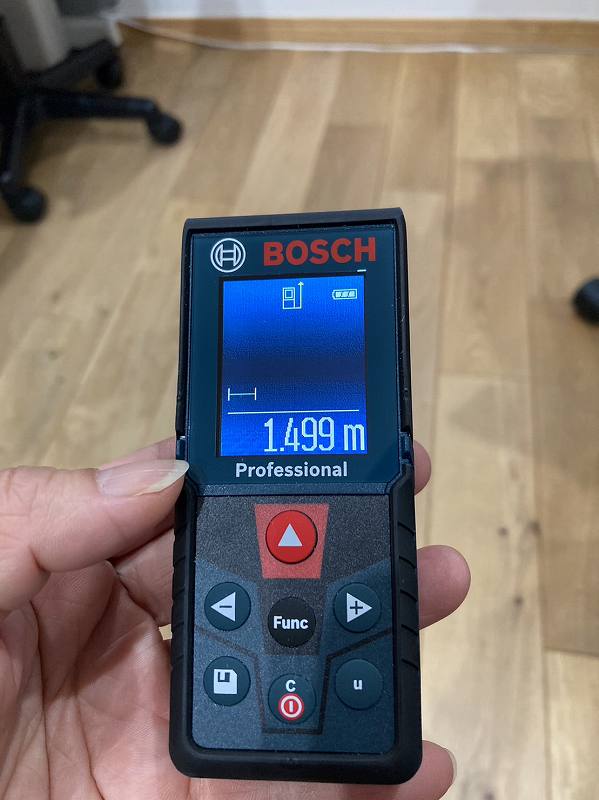 BOSCH
1.499 m
Professional
Func
C
u